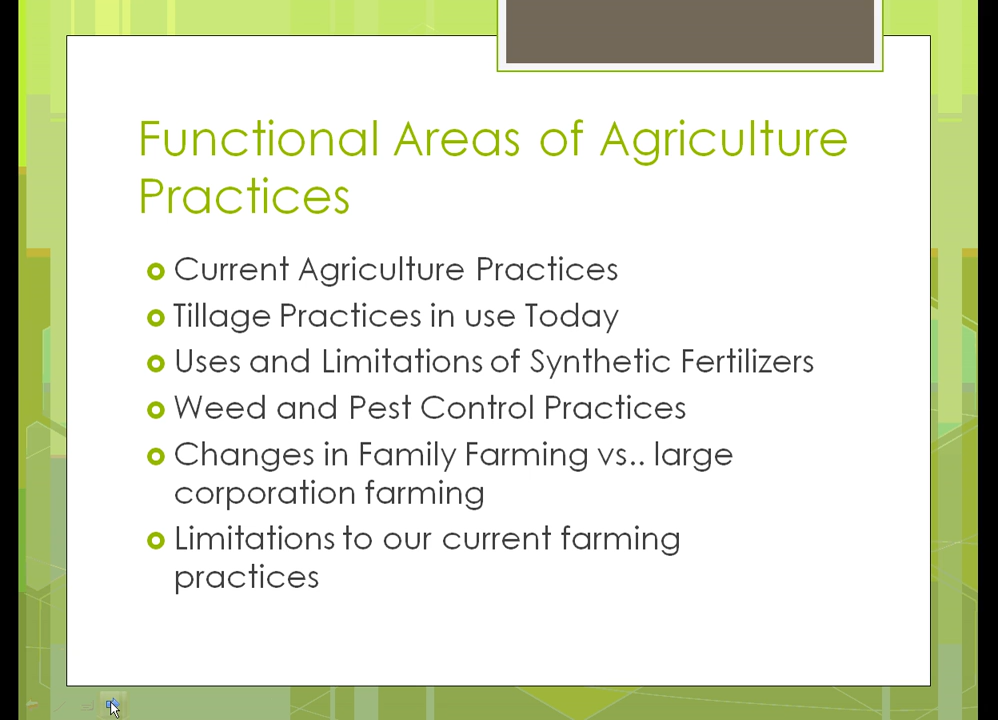 Functional Areas of Agriculture
Practices
Current Agriculture Practices
Tillage Practices in use Today
Uses and Limitations of Synthetic Fertilizers
Weed and Pest Control Practices
Changes in Family Farming vs.. large
corporation farming
Limitations to our current farming
practices